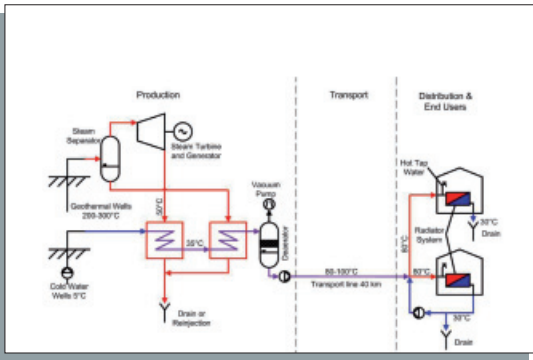 Production
Transport
Distribution &
End Users
Steam
Separator
Steam Turbine
and Generator
Hot Tap
Water
Vacuum
Pump
Geothermal Wells
200-300°C
50°C
Deaerator
30°C
Drain
80°C
Radiator
System
35°C
80-100°C
Transport line 40 km
80°C
Cold Water
Wells 5°C
Drain or
Reinjection
30°C
Drain